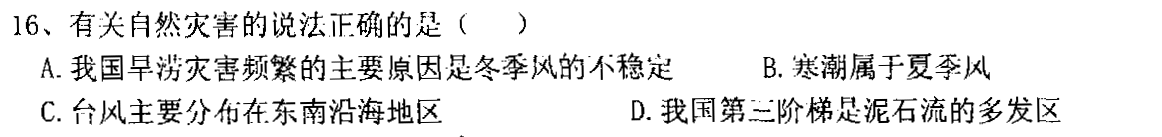 16、有关自然灾害的说法正确的是（　　）
A.我国旱涝灾害频繁的主要原因是冬季风的不稳定　　B.寒潮属于夏季风
C.台风主要分布在东南沿海地区　　D.我国第三阶梯是泥石流的多发区